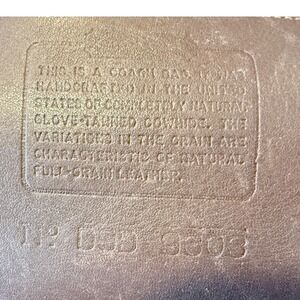 THIS IS A COACH BAG. IT WAS
HANDCRAFTED IN THE UNITED
STATES OF COMPLETELY NATURAL
GLOVE-TANNED COWHIDE. THE
VARIATIONS IN THE GRAIN ARE
CHARACTERISTIC OF NATURAL
FULL-GRAIN LEATHER.
Nº